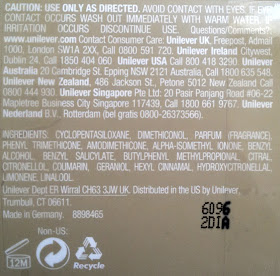 CAUTION: USE ONLY AS DIRECTED. AVOID CONTACT WITH EYES. IF EYE
CONTACT OCCURS WASH OUT IMMEDIATELY WITH WARM WATER. IF
IRRITATION OCCURS DISCONTINUE USE. Questions/Comments?:
www.unilever.com Contact Consumer Care: Unilever UK, Freepost, Admail
1000, London SW1A 2XX, Call 0800 591 720. Unilever Ireland Citywest
Dublin 24. Call 1850 404 060 Unilever USA Call 800 418 3290 Unilever
Australia 20 Cambridge St. Epping NSW2121 Australia, Call 1800 635 548.
Unilever New Zealand, 486 Jackson St, Petone 5012 New Zealand, Call
0800 444 930. Unilever Singapore Pte Ltd: 20 Pasir Panjang Road #06-22
Mapletree Business City Singapore 117439, Call 1800 661 9767. Unilever
Nederland B.V., Rotterdam (bel gratis 0800-26373566).
INGREDIENTS: CYCLOPENTASILOXANE, DIMETHICONOL, PARFUM (FRAGRANCE),
PHENYL TRIMETHICONE, AMODIMETHICONE, ALPHA-ISOMETHYL IONONE, BENZYL
ALCOHOL, BENZYL SALICYLATE, BUTYLPHENYL METHYLPROPIONAL, CITRAL,
CITRONELLOL, COUMARIN, GERANIOL, HEXYL CINNAMAL, HYDROXYCITRONELLAL,
LIMONENE, LINALOOL.
Unilever Dept ER Wirral CH63 3JW UK. Distributed in the US by Unilever,
Trumbull, CT 06611.
Made in Germany. 8898465
6096
2DIA
Non-US:
12M
Recycle